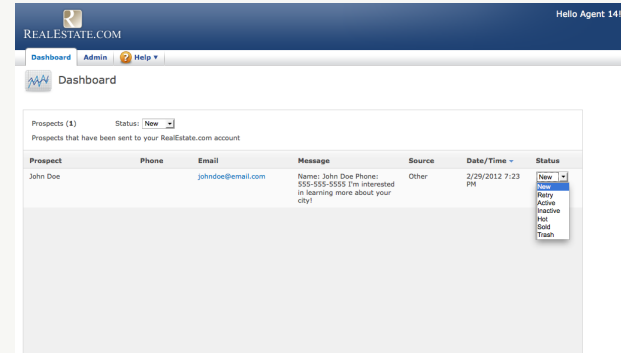 Hello Agent 14!
REALESTATE.COM
Dashboard Admin Help
Dashboard
Prospects (1) Status: New
Prospects that have been sent to your RealEstate.com account
Prospect Phone Email Message Source Date/Time Status
John Doe johndoe@email.com Name: John Doe Phone: Other 2/29/2012 7:23 New
555-555-5555 I'm interested PM
in learning more about your
city!
New
Retry
Active
Inactive
Hot
Sold
Trash